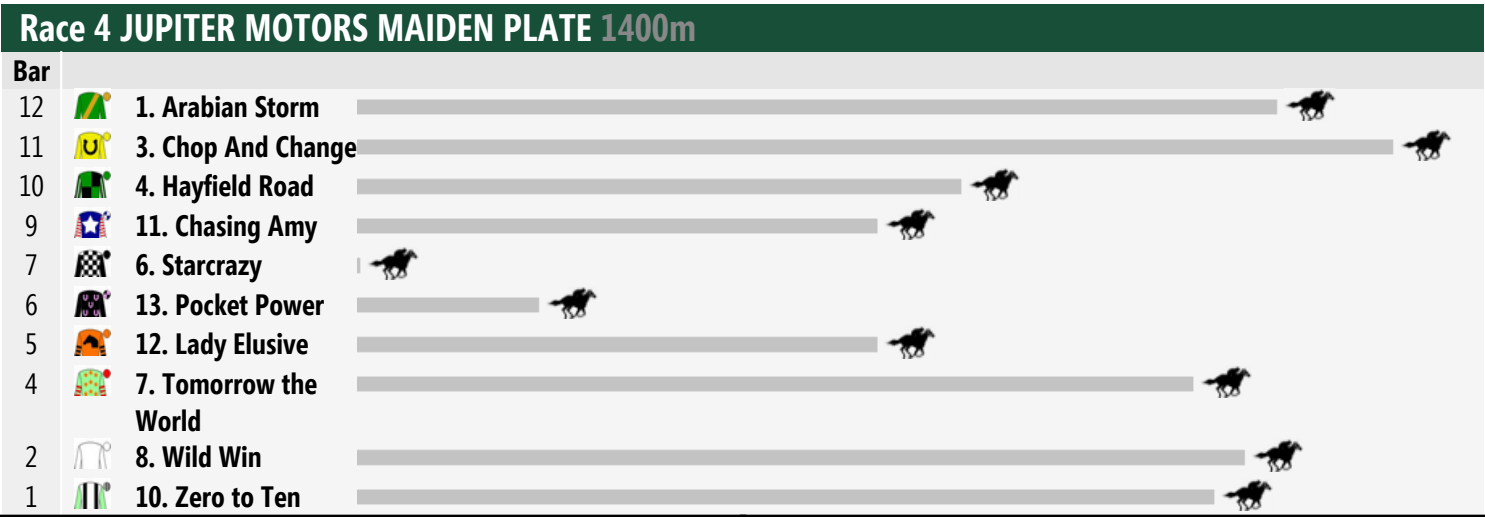 Race 4 JUPITER MOTORS MAIDEN PLATE 1400m
Bar
12 1. Arabian Storm
11 3. Chop And Change
10 4. Hayfield Road
9 11. Chasing Amy
7 6. Starcrazy
6 13. Pocket Power
5 12. Lady Elusive
4 7. Tomorrow the
World
2 8. Wild Win
1 10. Zero to Ten